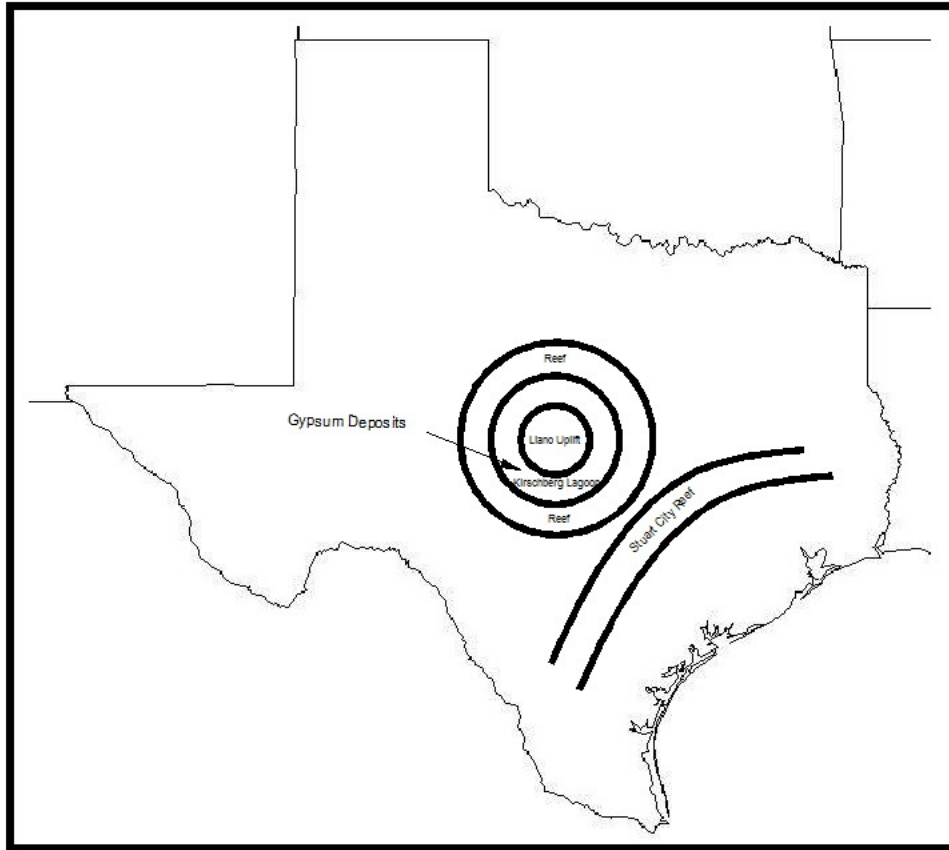 Reef
Gypsum Deposits
Llano Uplift
Kirschberg Lagoon
Reef
Stuart City Reef